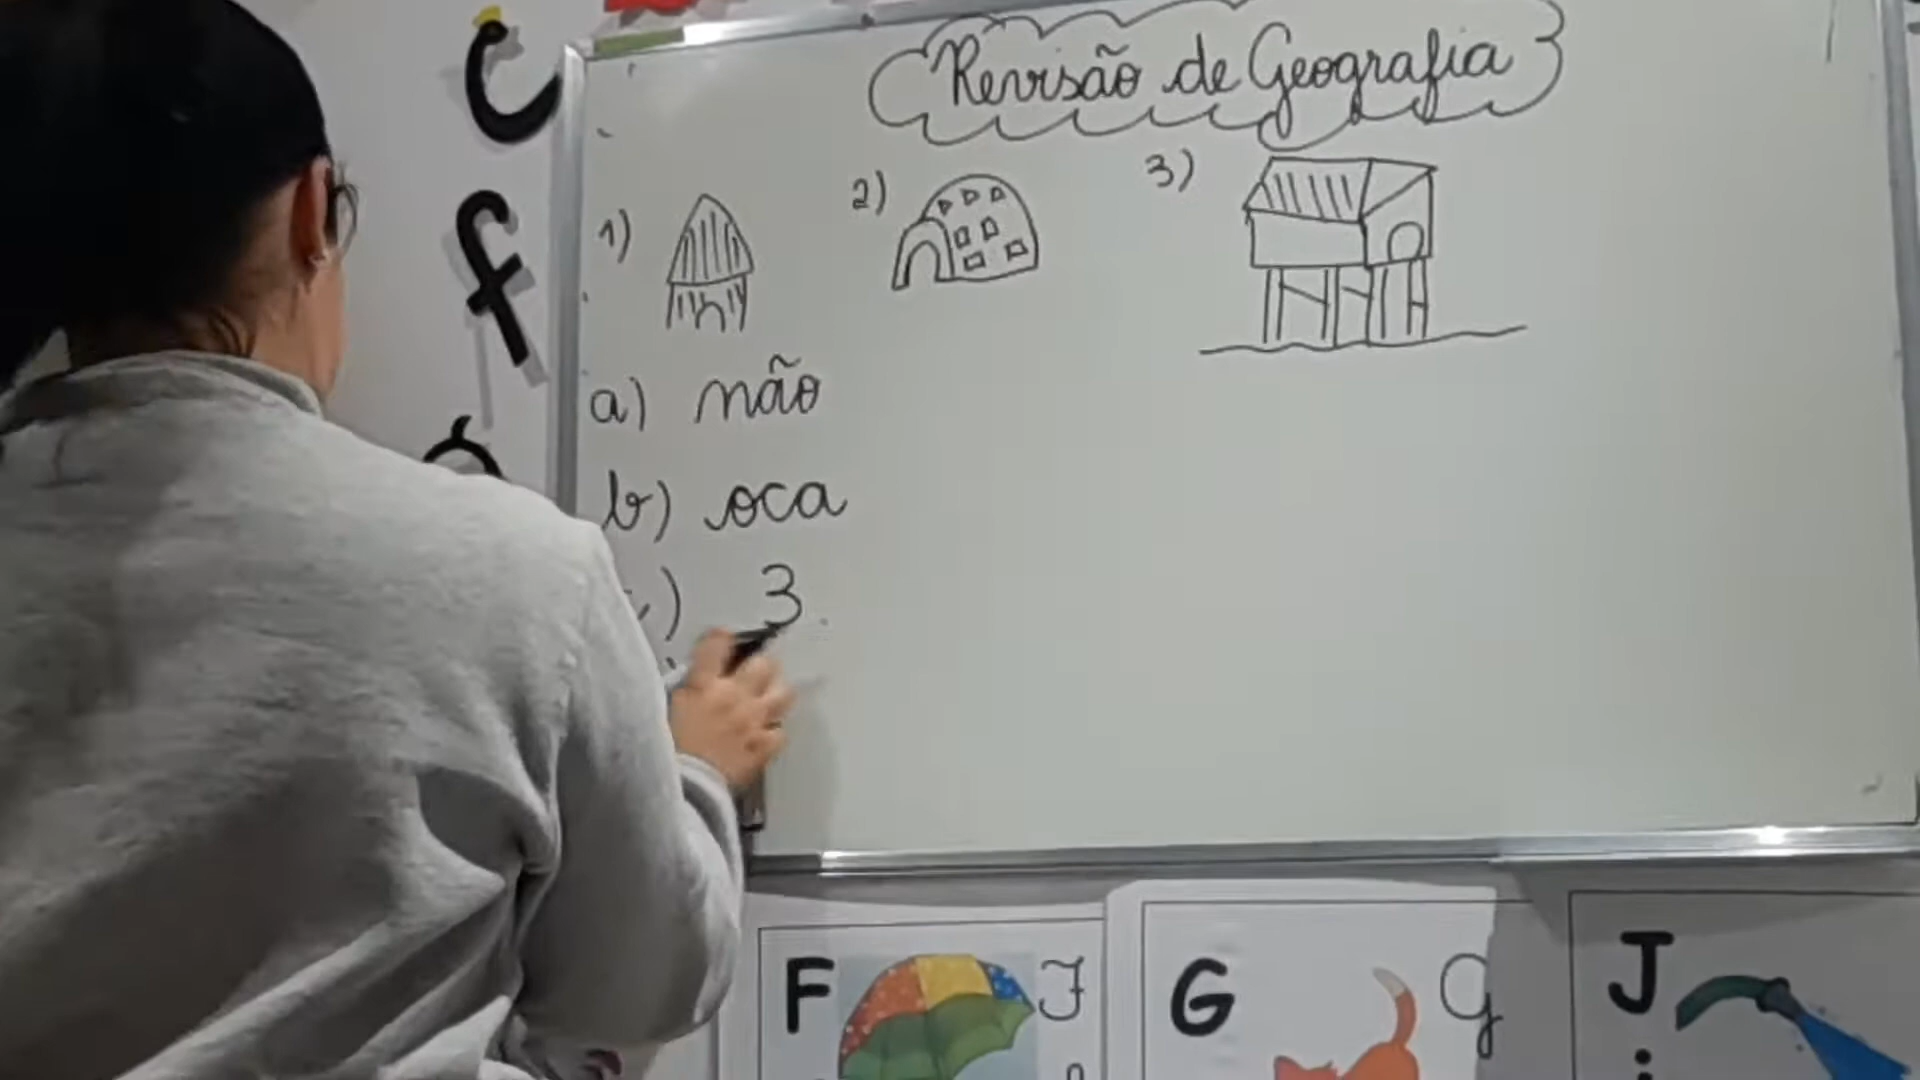 c
f
Revisão de Geografia
1)
2)
3)
a) não
b) oca
) 3
F
G
J